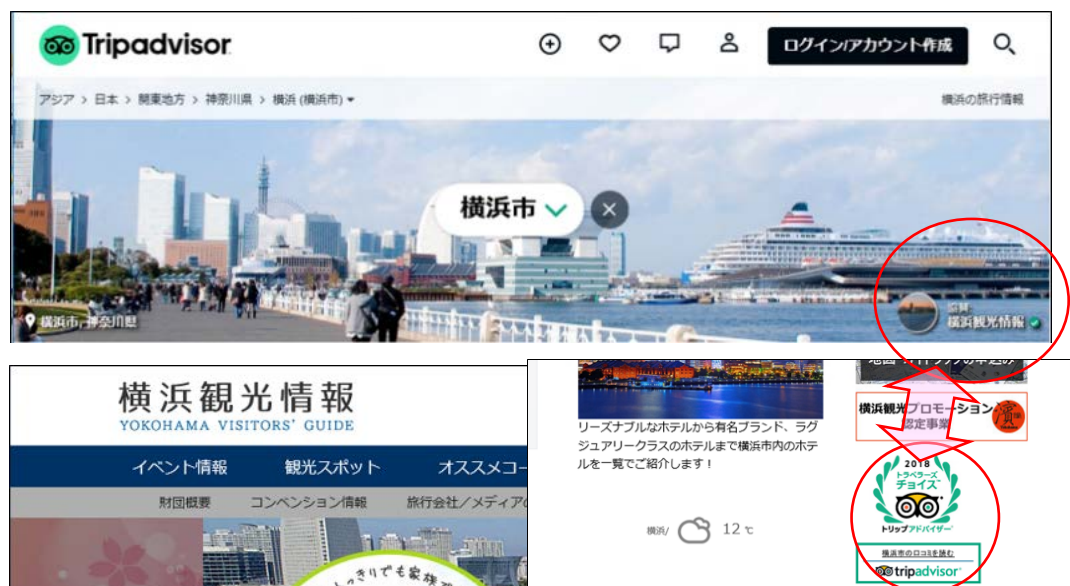 Tripadvisor
ログイン/アカウント作成
アジア > 日本 > 関東地方 > 神奈川県 > 横浜 (横浜市)
横浜の旅行情報
横浜市
横浜市, 神奈川県
横浜観光情報
横浜観光情報
YOKOHAMA VISITORS' GUIDE
イベント情報
観光スポット
オススメコー
財団概要
コンベンション情報
旅行会社／メディアの
リーズナブルなホテルから有名ブランド、ラグ
ジュアリークラスのホテルまで横浜市内のホテ
ルを一覧でご紹介します！
横浜/
12 ℃
横浜観光プロモーション
認定事業
2018
トラベラーズ
チョイス
トリップアドバイザー
横浜市の口コミを読む
tripadvisor